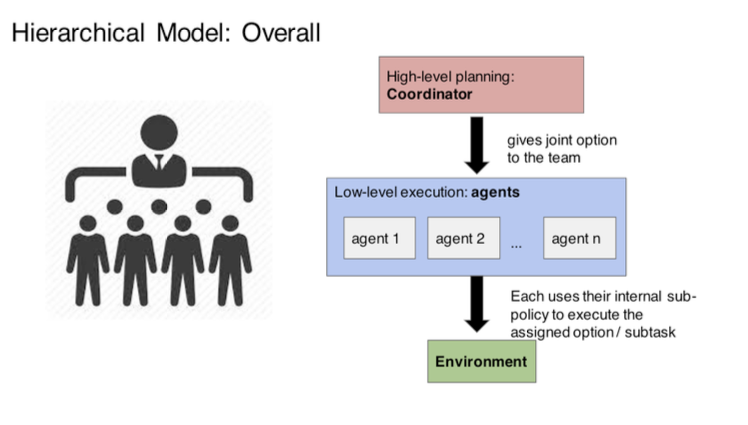 Hierarchical Model: Overall
High-level planning:
Coordinator
gives joint option
to the team
Low-level execution: agents
agent 1
agent 2
...
agent n
Each uses their internal sub-
policy to execute the
assigned option/ subtask
Environment